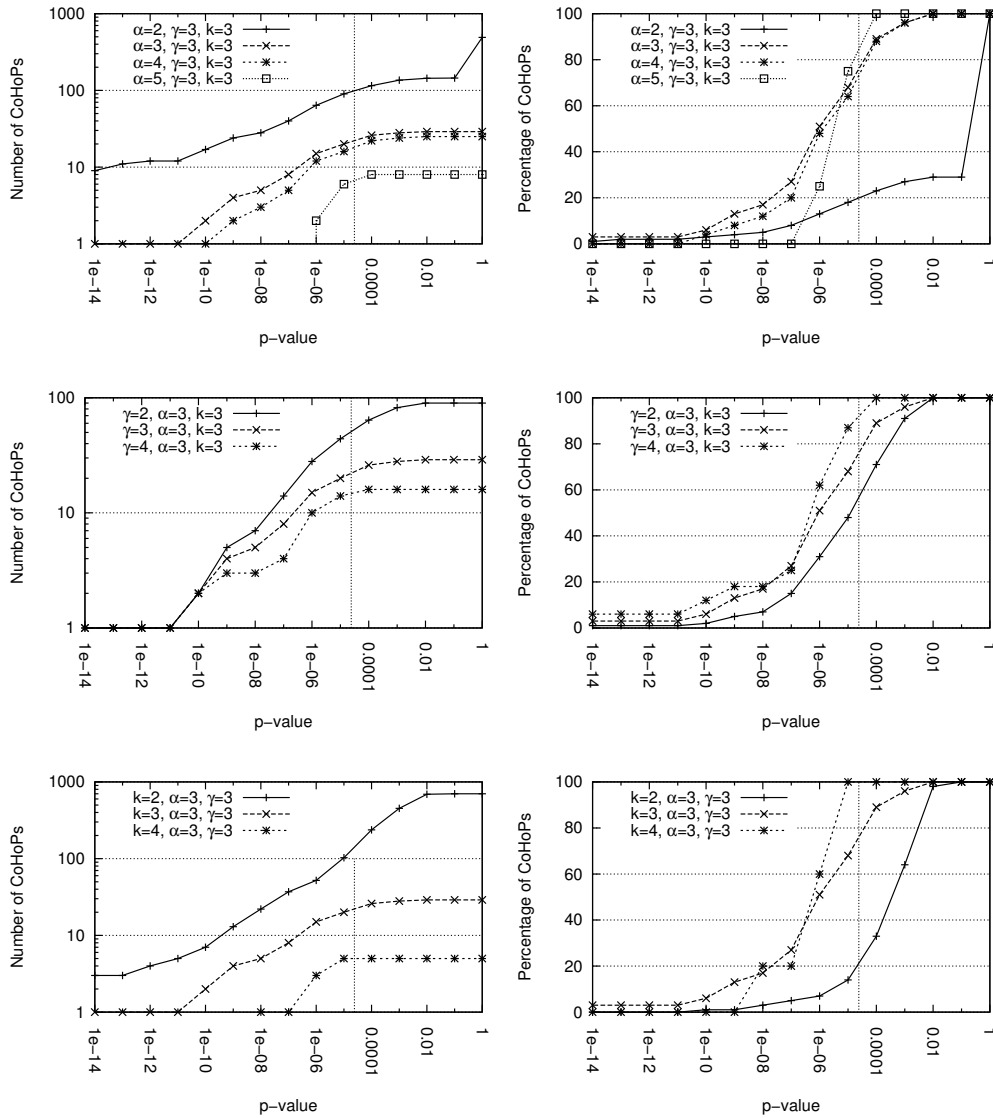 Number of CoHoPs
1000
100
10
1
α=2, γ=3, k=3
α=3, γ=3, k=3
α=4, γ=3, k=3
α=5, γ=3, k=3
1e−14
1e−12
1e−10
1e−08
1e−06
0.0001
0.01
1
p−value
Percentage of CoHoPs
100
80
60
40
20
0
α=2, γ=3, k=3
α=3, γ=3, k=3
α=4, γ=3, k=3
α=5, γ=3, k=3
1e−14
1e−12
1e−10
1e−08
1e−06
0.0001
0.01
1
p−value
Number of CoHoPs
100
10
1
γ=2, α=3, k=3
γ=3, α=3, k=3
γ=4, α=3, k=3
1e−14
1e−12
1e−10
1e−08
1e−06
0.0001
0.01
1
p−value
Percentage of CoHoPs
100
80
60
40
20
0
γ=2, α=3, k=3
γ=3, α=3, k=3
γ=4, α=3, k=3
1e−14
1e−12
1e−10
1e−08
1e−06
0.0001
0.01
1
p−value
Number of CoHoPs
1000
100
10
1
k=2, α=3, γ=3
k=3, α=3, γ=3
k=4, α=3, γ=3
1e−14
1e−12
1e−10
1e−08
1e−06
0.0001
0.01
1
p−value
Percentage of CoHoPs
100
80
60
40
20
0
k=2, α=3, γ=3
k=3, α=3, γ=3
k=4, α=3, γ=3
1e−14
1e−12
1e−10
1e−08
1e−06
0.0001
0.01
1
p−value